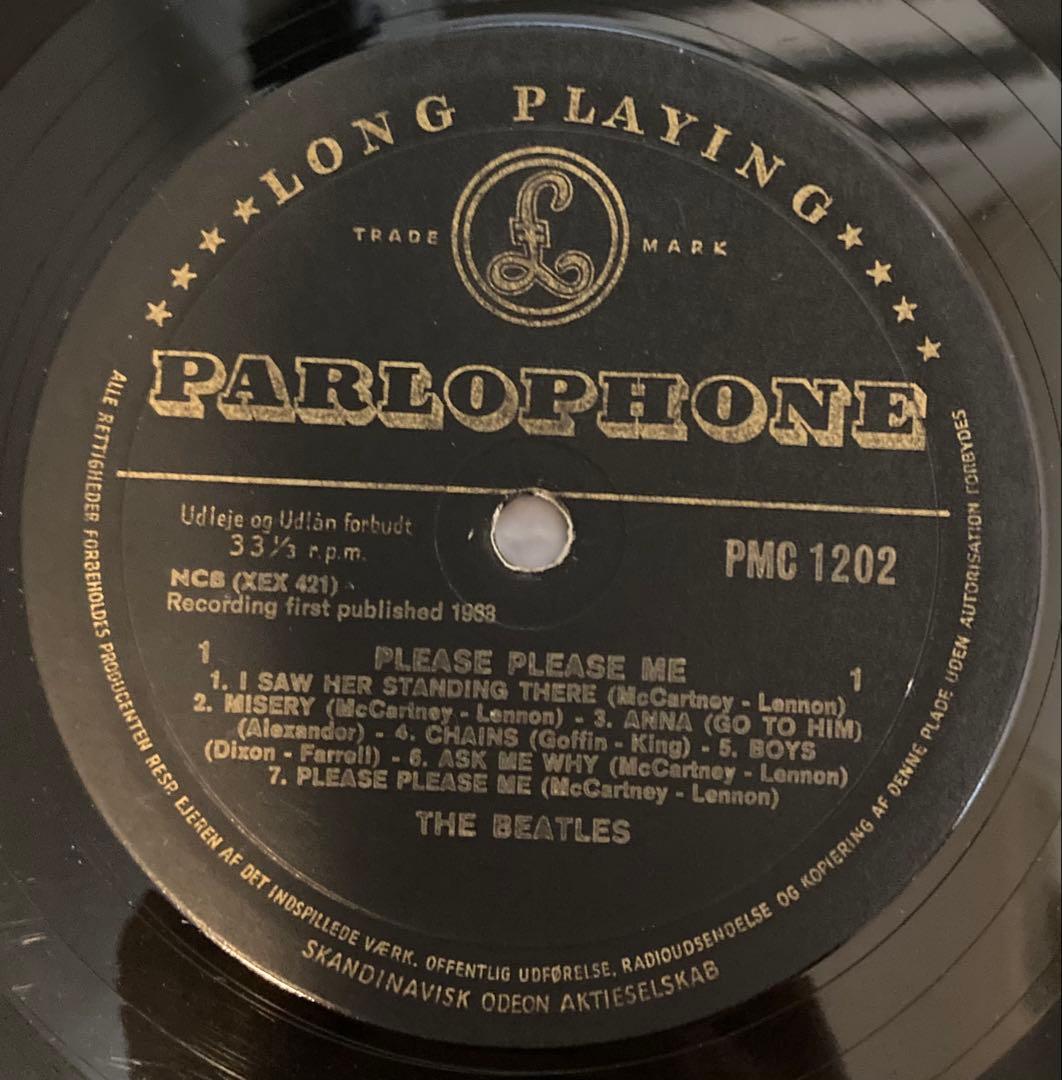 ★★★★ LONG PLAYING ★★★★
TRADE £ MARK
PARLOPHONE
Udleje og Udlån forbudt
33⅓ r.p.m.
PMC 1202
NCB (XEX 421)
Recording first published 1963
1 PLEASE PLEASE ME 1
1. I SAW HER STANDING THERE (McCartney - Lennon)
2. MISERY (McCartney - Lennon) - 3. ANNA (GO TO HIM)
(Alexander) - 4. CHAINS (Goffin - King) - 5. BOYS
(Dixon - Farrell) - 6. ASK ME WHY (McCartney - Lennon)
7. PLEASE PLEASE ME (McCartney - Lennon)
THE BEATLES
ALLE RETTIGHEDER FORBEHOLDES PRODUCENTEN RESP. EJEREN AF DET INDSPILLEDE VÆRK. OFFENTLIG UDFØRELSE, RADIOUDSENDELSE OG KOPIERING AF DENNE PLADE UDEN AUTORISATION FORBYDES
SKANDINAVISK ODEON AKTIESELSKAB